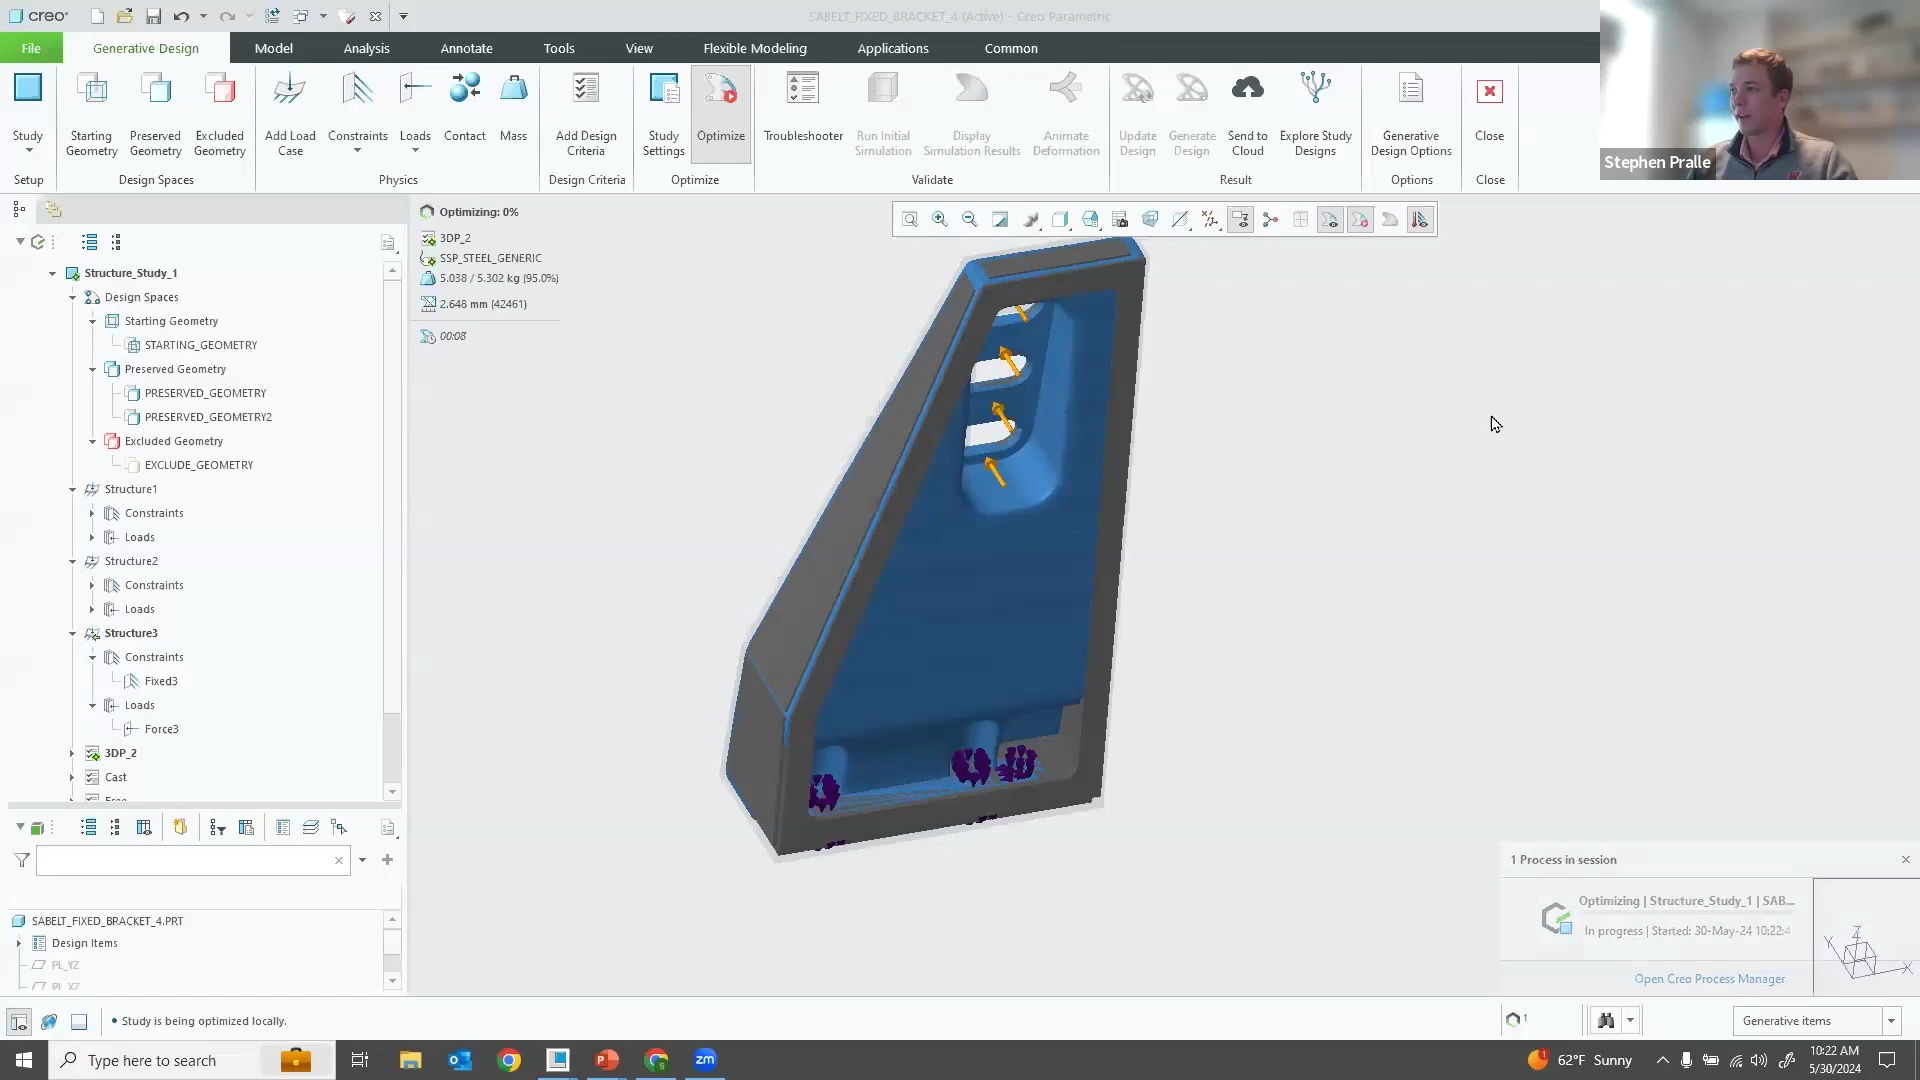 creo
SABELT_FIXED_BRACKET_4 (Active) - Creo Parametric
File
Generative Design
Model
Analysis
Annotate
Tools
View
Flexible Modeling
Applications
Common
Study
Starting Geometry
Preserved Geometry
Excluded Geometry
Add Load Case
Constraints
Loads
Contact
Mass
Add Design Criteria
Study Settings
Optimize
Troubleshooter
Run Initial Simulation
Display Simulation Results
Animate Deformation
Update Design
Generate Design
Send to Cloud
Explore Study Designs
Generative Design Options
Close
Setup
Design Spaces
Physics
Design Criteria
Optimize
Validate
Result
Options
Close
Stephen Pralle
Optimizing: 0%
3DP_2
SSP_STEEL_GENERIC
5.038 / 5.302 kg (95.0%)
2.648 mm (42461)
00:08
Structure_Study_1
Design Spaces
Starting Geometry
STARTING_GEOMETRY
Preserved Geometry
PRESERVED_GEOMETRY
PRESERVED_GEOMETRY2
Excluded Geometry
EXCLUDE_GEOMETRY
Structure1
Constraints
Loads
Structure2
Constraints
Loads
Structure3
Constraints
Fixed3
Loads
Force3
3DP_2
Cast
SABELT_FIXED_BRACKET_4.PRT
Design Items
PL_YZ
PL_XZ
1 Process in session
Optimizing | Structure_Study_1 | SAB...
In progress | Started: 30-May-24 10:22:4
Open Creo Process Manager
Z
Y
X
• Study is being optimized locally.
1
Generative items
Type here to search
zm
62°F Sunny
10:22 AM
5/30/2024